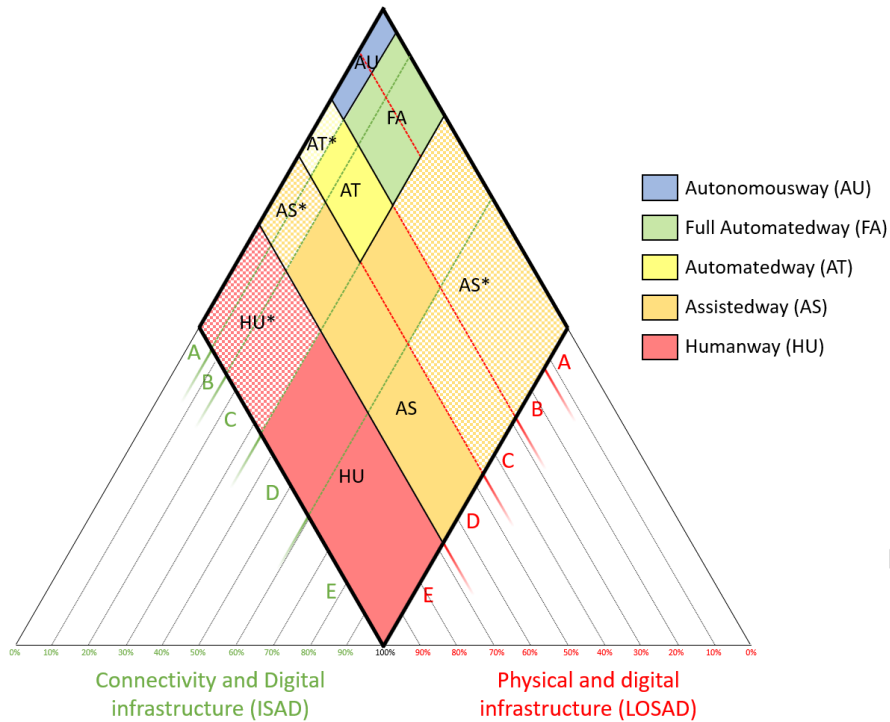 AU
FA
AT*
AT
AS*
AS*
HU*
AS
HU
A
B
C
D
E
A
B
C
D
E
Autonomousway (AU)
Full Automatedway (FA)
Automatedway (AT)
Assistedway (AS)
Humanway (HU)
0% 10% 20% 30% 40% 50% 60% 70% 80% 90% 100% 90% 80% 70% 60% 50% 40% 30% 20% 10% 0%
Connectivity and Digital
infrastructure (ISAD)
Physical and digital
infrastructure (LOSAD)